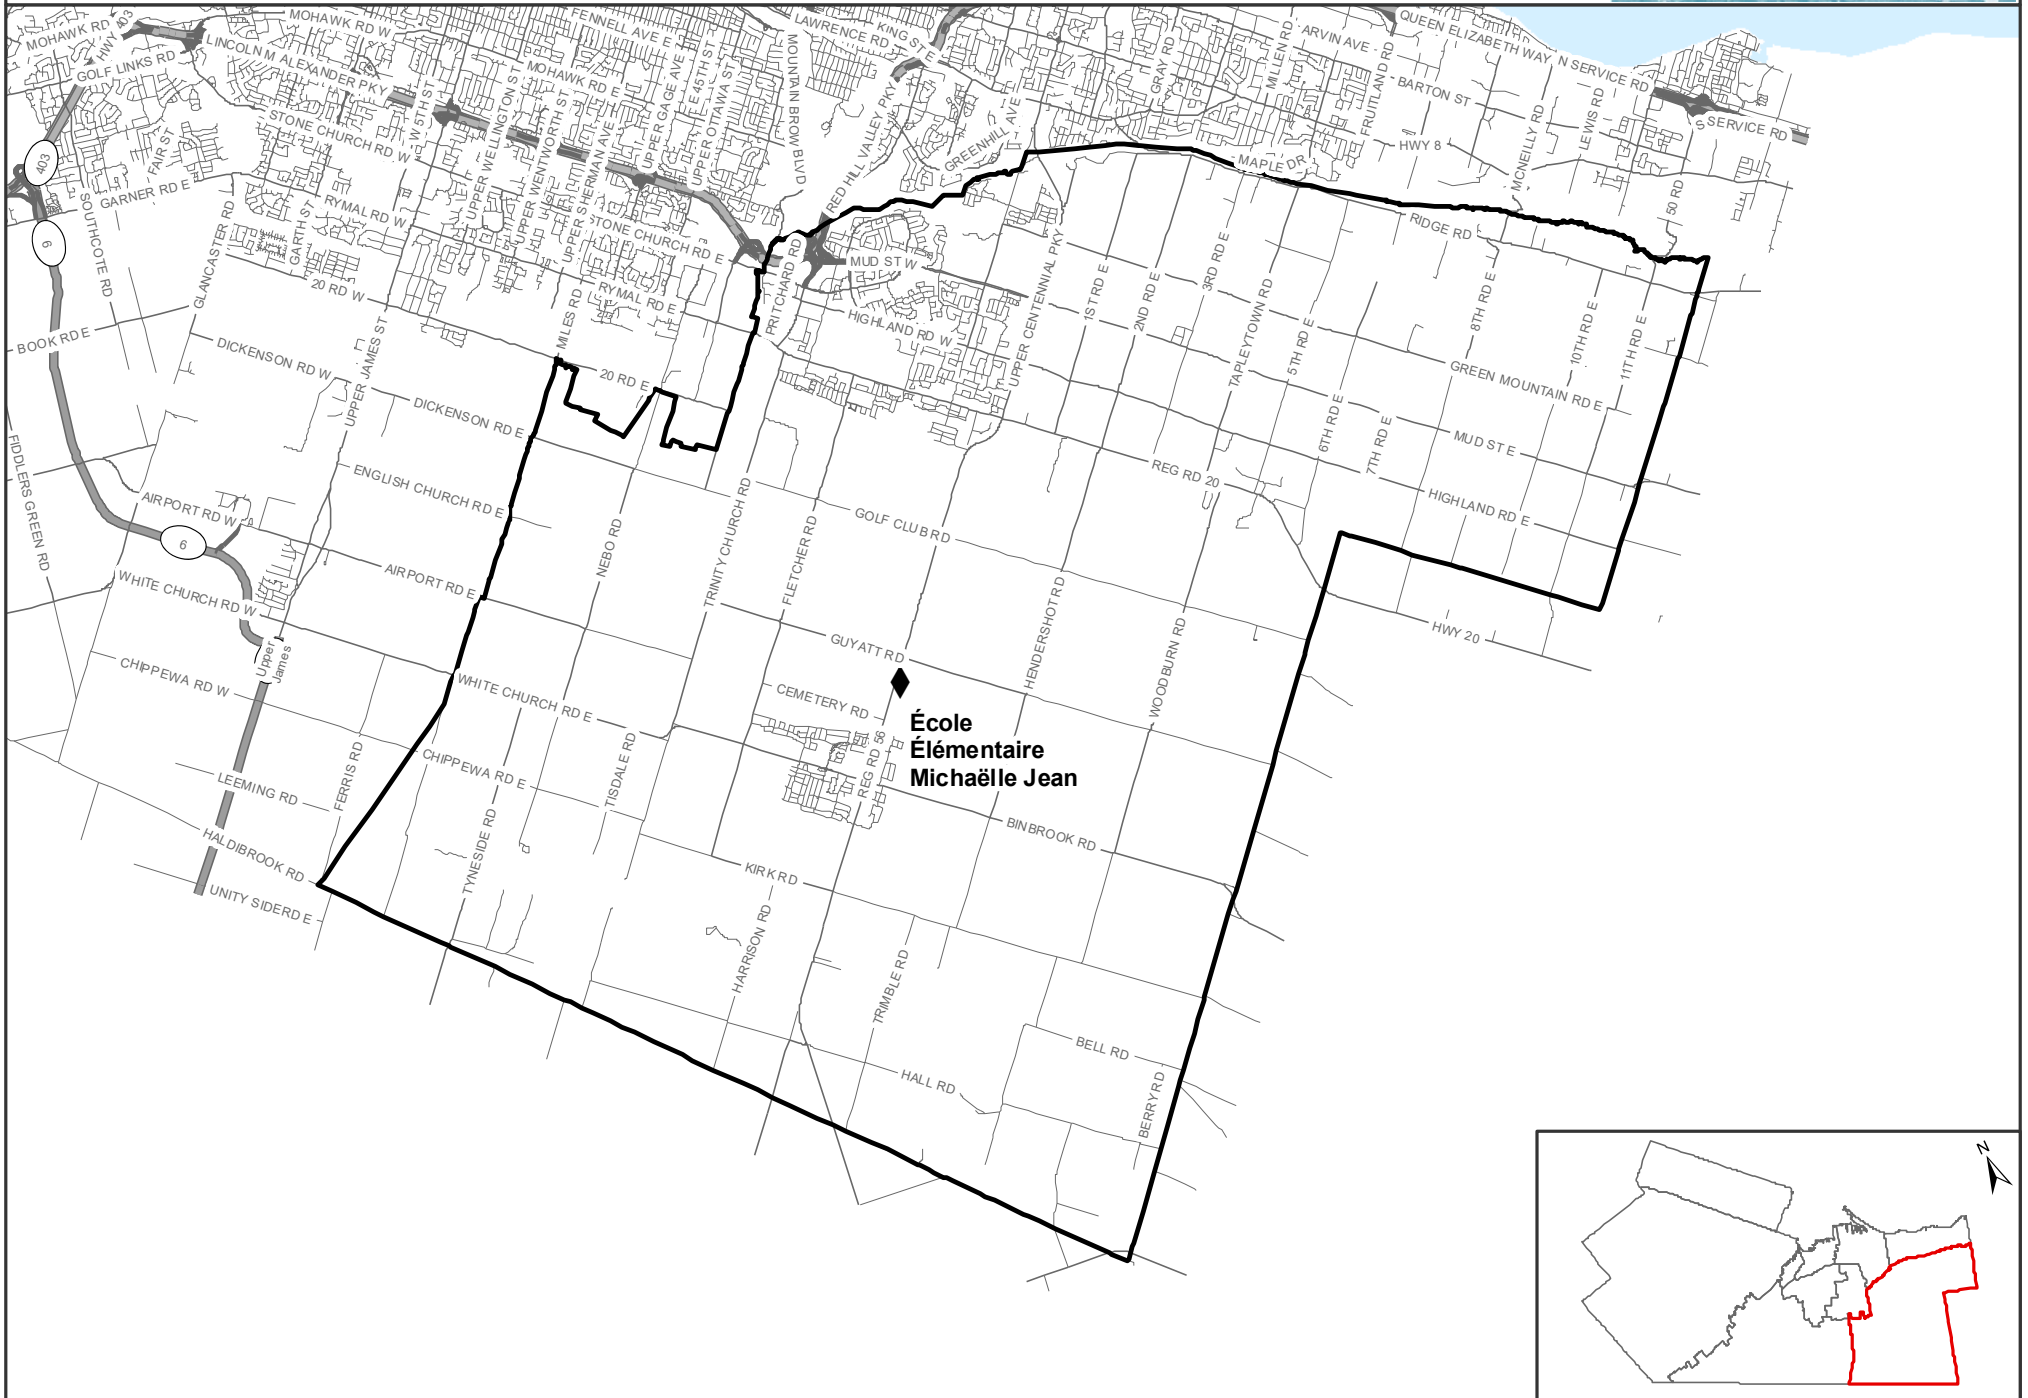 MOHAWK RD
HWY 403
MOHAWK RD W
FENNELL AVE E
LAWRENCE RD
KING ST E
QUEEN ELIZABETH WAY
N SERVICE RD
GOLF LINKS RD
LINCOLN M ALEXANDER PKY
MOHAWK RD E
W 5TH ST
UPPER WELLINGTON ST
UPPER WENTWORTH ST
UPPER SHERMAN AVE
UPPER GAGE AVE
UPPER OTTAWA ST
E 45TH ST
MOUNTAIN BROW BLVD
RED HILL VALLEY PKY
GREENHILL AVE
GRAY RD
MILLEN RD
ARVIN AVE
FRUITLAND RD
BARTON ST
HWY 8
MCNEILLY RD
LEWIS RD
S SERVICE RD
50 RD
MAPLE DR
RIDGE RD
403
6
FAIR ST
STONE CHURCH RD W
GARNER RD E
SOUTHCOTE RD
GLANCASTER RD
GARTH ST
RYMAL RD W
STONE CHURCH RD E
RYMAL RD E
PRITCHARD RD
MUD ST W
HIGHLAND RD W
UPPER CENTENNIAL PKY
1ST RD E
2ND RD E
3RD RD E
TAPLEYTOWN RD
5TH RD E
6TH RD E
7TH RD E
8TH RD E
10TH RD E
11TH RD E
GREEN MOUNTAIN RD E
MUD ST E
HIGHLAND RD E
REG RD 20
HWY 20
BOOK RD E
20 RD W
MILES RD
20 RD E
DICKENSON RD W
UPPER JAMES ST
DICKENSON RD E
ENGLISH CHURCH RD E
FIDDLERS GREEN RD
AIRPORT RD W
6
AIRPORT RD E
NEBO RD
TRINITY CHURCH RD
FLETCHER RD
GOLF CLUB RD
WHITE CHURCH RD W
Upper
James
CHIPPEWA RD W
WHITE CHURCH RD E
GUYATT RD
HENDERSHOT RD
WOODBURN RD
CEMETERY RD
École
Élémentaire
Michaëlle Jean
REG RD 56
LEEMING RD
FERRIS RD
CHIPPEWA RD E
TISDALE RD
TYNESIDE RD
BINBROOK RD
HALDIBROOK RD
UNITY SIDERD E
KIRK RD
HARRISON RD
TRIMBLE RD
BELL RD
HALL RD
BERRY RD
N